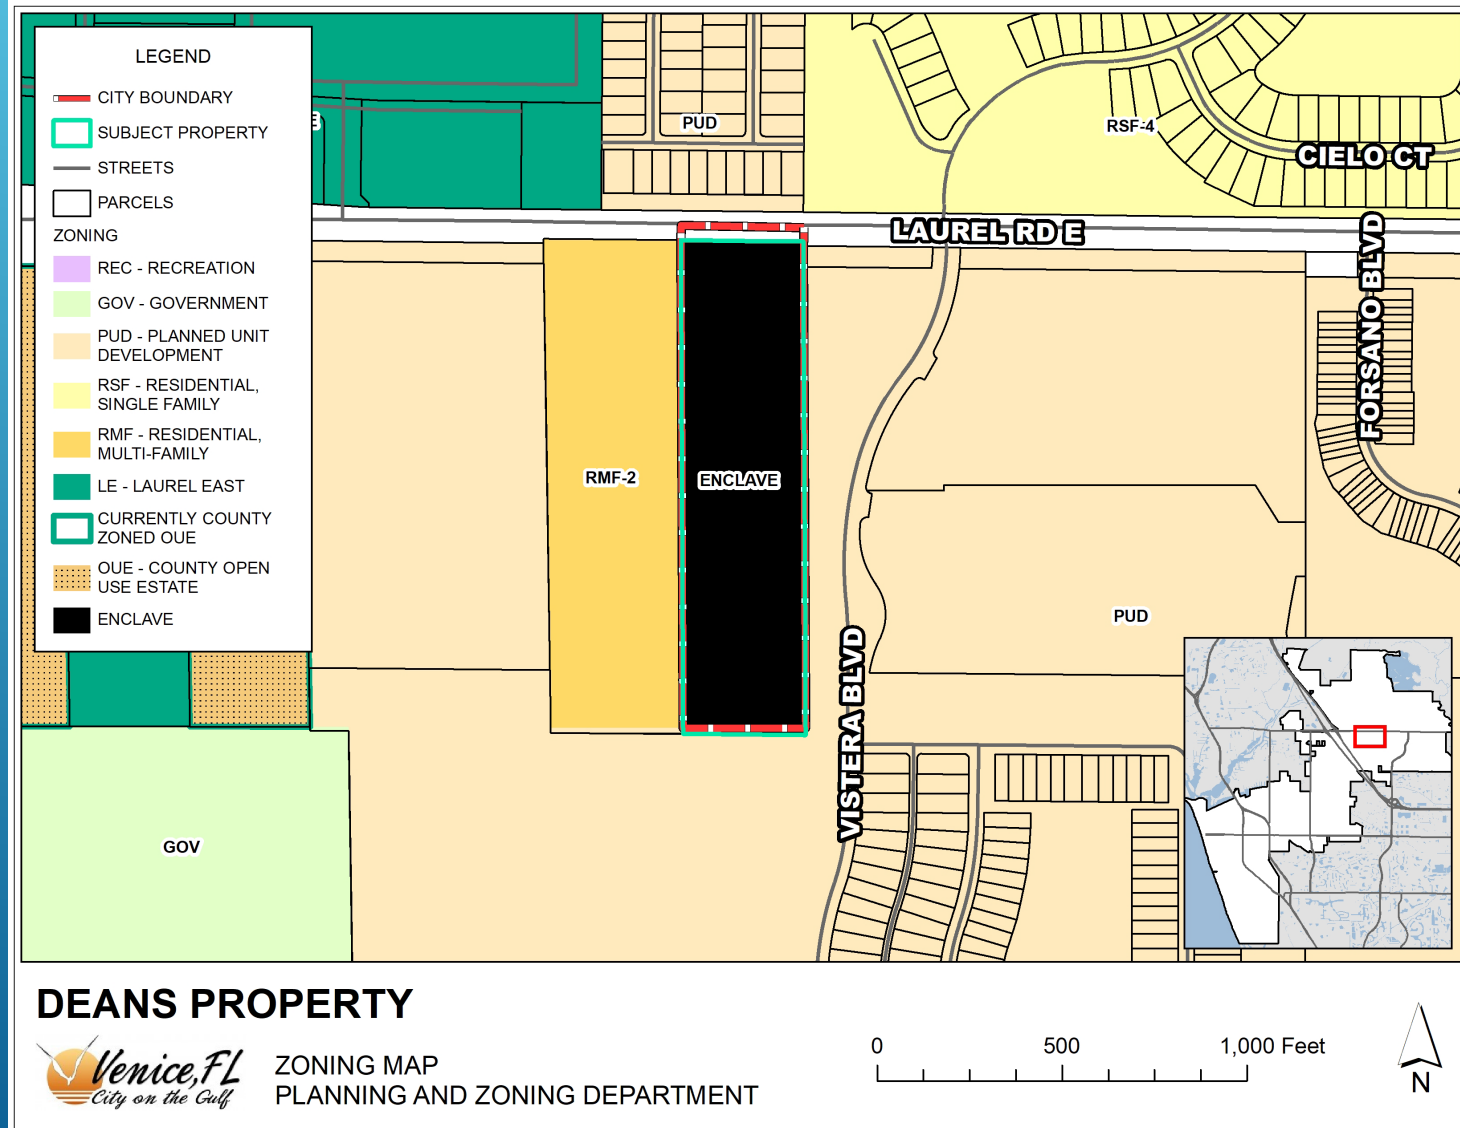 LEGEND
CITY BOUNDARY
SUBJECT PROPERTY
STREETS
PARCELS
ZONING
REC - RECREATION
GOV - GOVERNMENT
PUD - PLANNED UNIT
DEVELOPMENT
RSF - RESIDENTIAL,
SINGLE FAMILY
RMF - RESIDENTIAL,
MULTI-FAMILY
LE - LAUREL EAST
CURRENTLY COUNTY
ZONED OUE
OUE - COUNTY OPEN
USE ESTATE
ENCLAVE
E
PUD
RSF-4
CIELO CT
LAUREL RD E
FORSANO BLVD
RMF-2
ENCLAVE
PUD
VISTERA BLVD
GOV
DEANS PROPERTY
Venice, FL
City on the Gulf
ZONING MAP
PLANNING AND ZONING DEPARTMENT
0 500 1,000 Feet
N